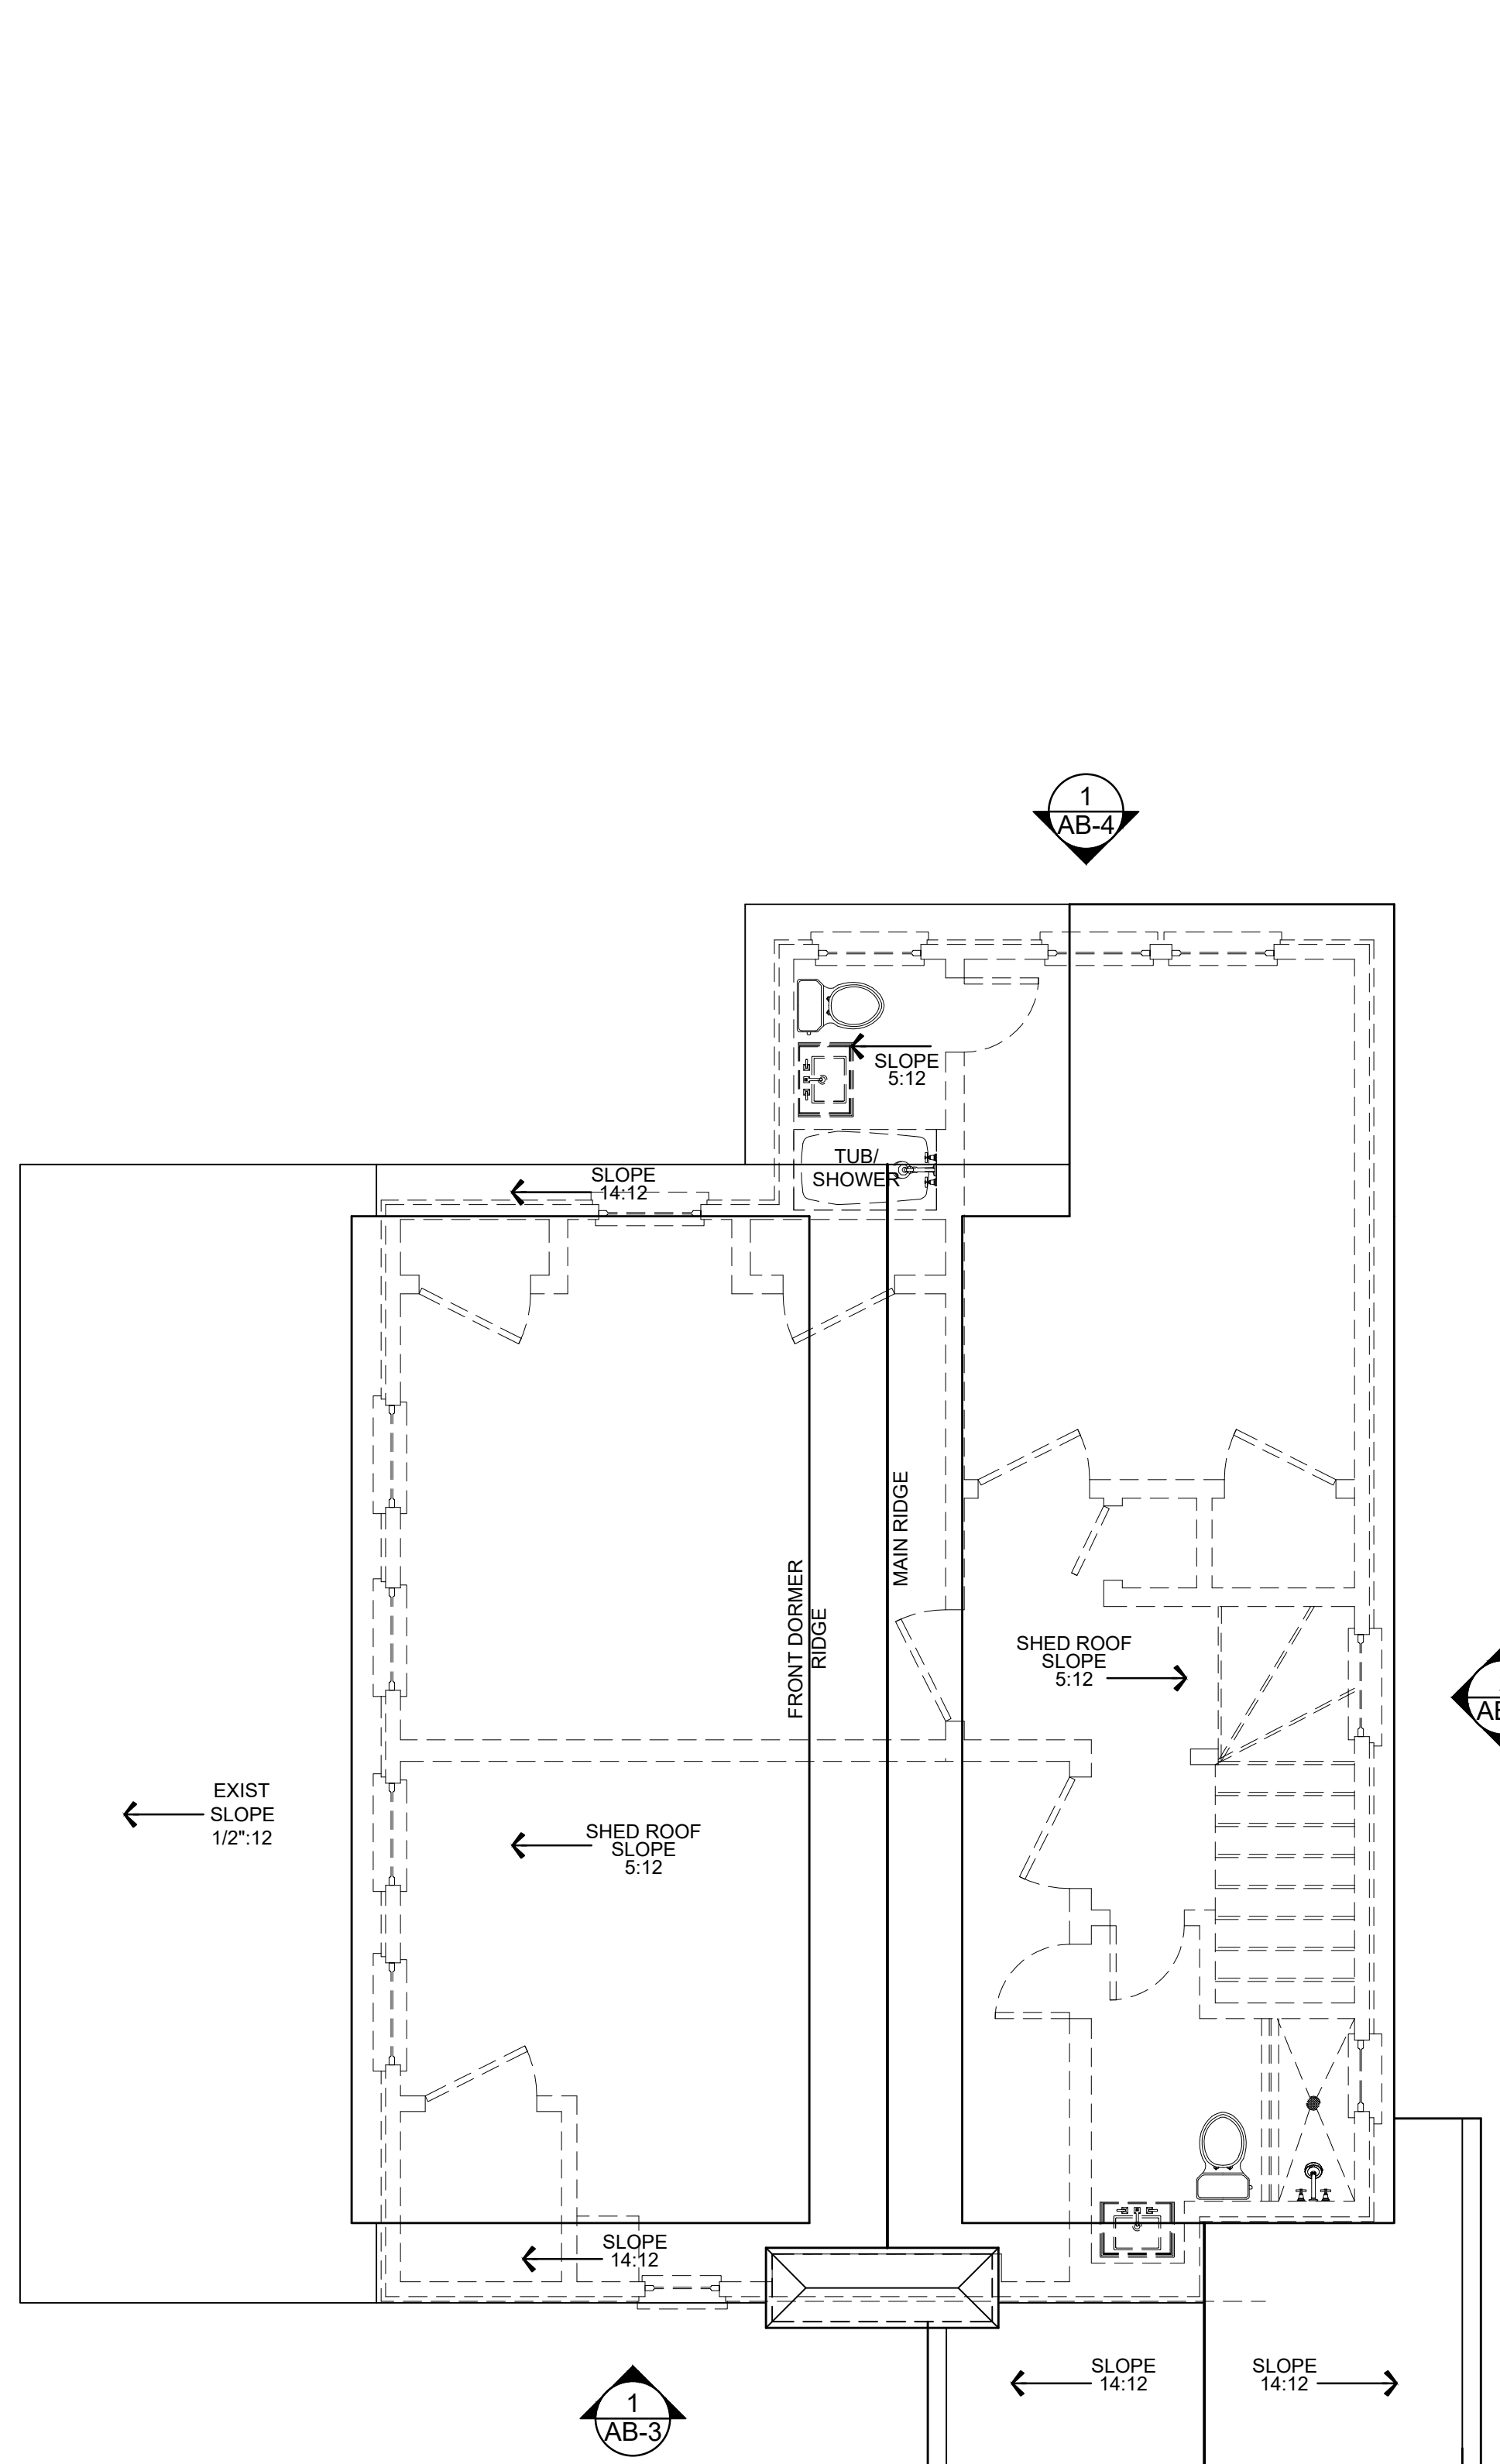 1
AB-4
SLOPE
5:12
TUB/
SHOWER
SLOPE
14:12
MAIN RIDGE
FRONT DORMER
RIDGE
SHED ROOF
SLOPE
5:12
EXIST
SLOPE
1/2":12
SHED ROOF
SLOPE
5:12
SLOPE
14:12
SLOPE
14:12
SLOPE
14:12
1
AB-3